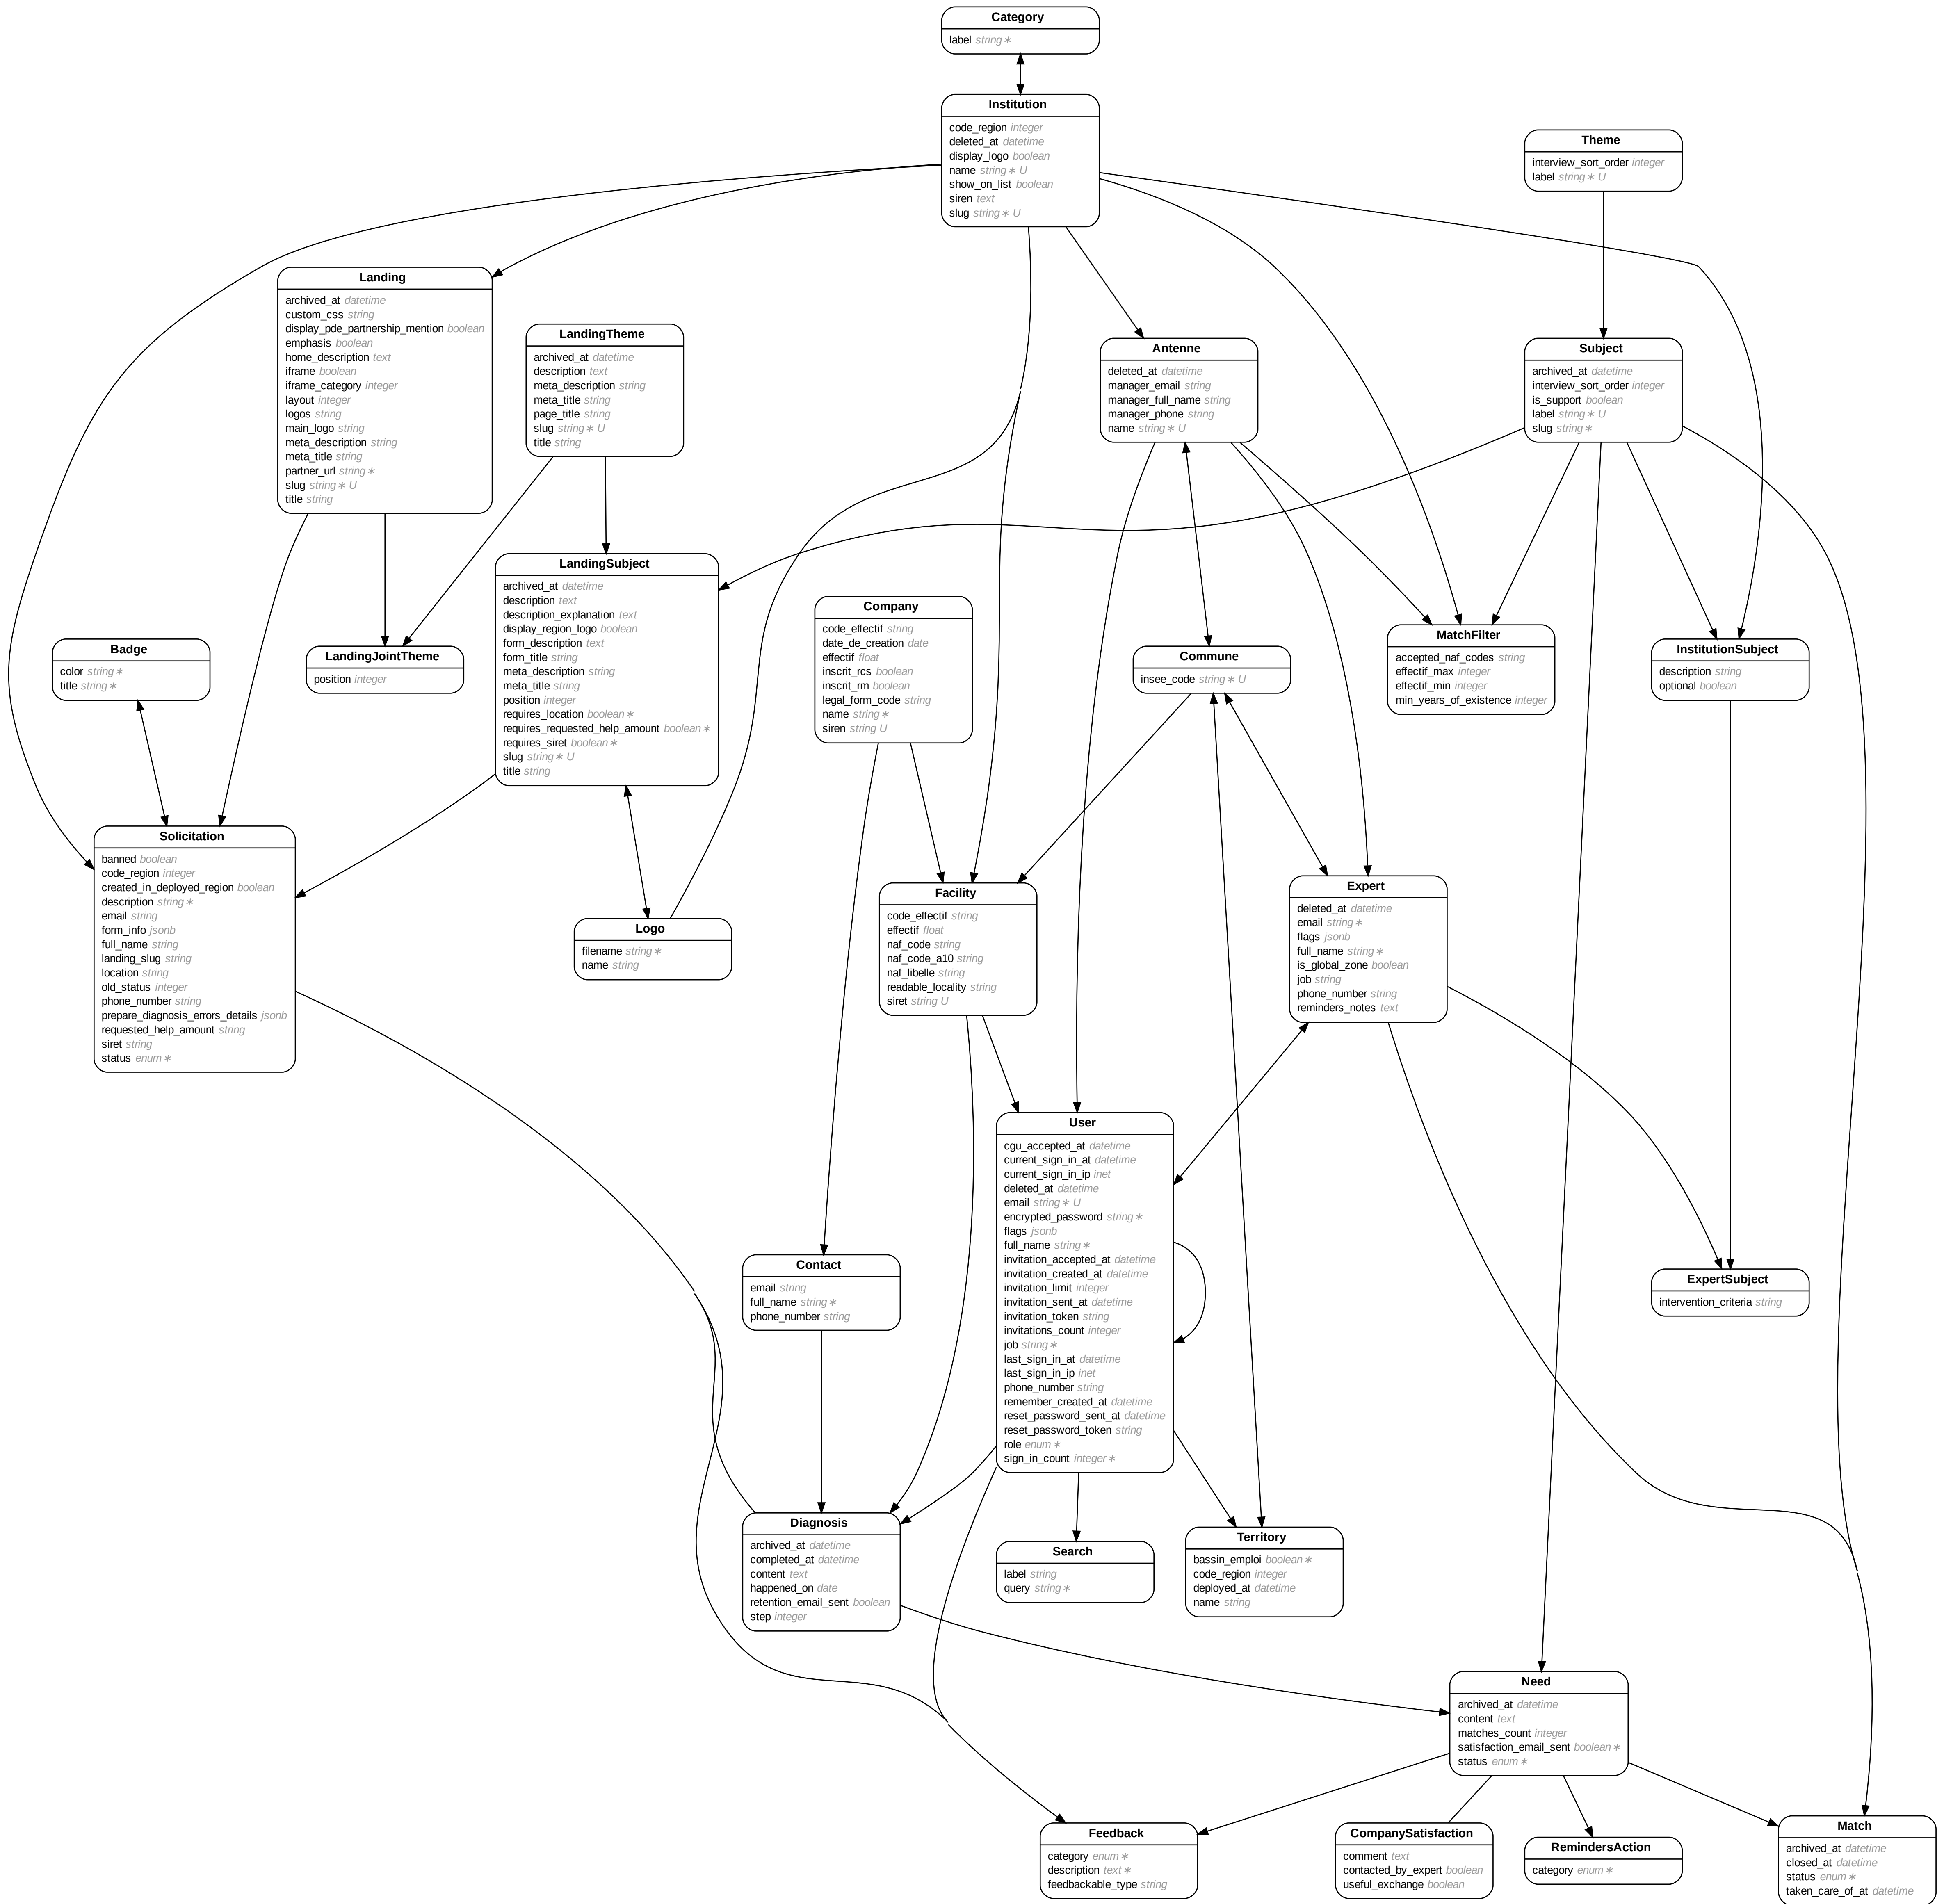 Category
label string∗
Institution
code_region integer
deleted_at datetime
display_logo boolean
name string∗ U
show_on_list boolean
siren text
slug string∗ U
Theme
interview_sort_order integer
label string∗ U
Landing
archived_at datetime
custom_css string
display_pde_partnership_mention boolean
emphasis boolean
home_description text
iframe boolean
iframe_category integer
layout integer
logos string
main_logo string
meta_description string
meta_title string
partner_url string∗
slug string∗ U
title string
LandingTheme
archived_at datetime
description text
meta_description string
meta_title string
page_title string
slug string∗ U
title string
Antenne
deleted_at datetime
manager_email string
manager_full_name string
manager_phone string
name string∗ U
Subject
archived_at datetime
interview_sort_order integer
is_support boolean
label string∗ U
slug string∗
LandingSubject
archived_at datetime
description text
description_explanation text
display_region_logo boolean
form_description text
form_title string
meta_description string
meta_title string
position integer
requires_location boolean∗
requires_requested_help_amount boolean∗
requires_siret boolean∗
slug string∗ U
title string
Company
code_effectif string
date_de_creation date
effectif float
inscrit_rcs boolean
inscrit_rm boolean
legal_form_code string
name string∗
siren string U
MatchFilter
accepted_naf_codes string
effectif_max integer
effectif_min integer
min_years_of_existence integer
Badge
color string∗
title string∗
LandingJointTheme
position integer
Commune
insee_code string∗ U
InstitutionSubject
description string
optional boolean
Solicitation
banned boolean
code_region integer
created_in_deployed_region boolean
description string∗
email string
form_info jsonb
full_name string
landing_slug string
location string
old_status integer
phone_number string
prepare_diagnosis_errors_details jsonb
requested_help_amount string
siret string
status enum∗
Logo
filename string∗
name string
Facility
code_effectif string
effectif float
naf_code string
naf_code_a10 string
naf_libelle string
readable_locality string
siret string U
Expert
deleted_at datetime
email string∗
flags jsonb
full_name string∗
is_global_zone boolean
job string
phone_number string
reminders_notes text
User
cgu_accepted_at datetime
current_sign_in_at datetime
current_sign_in_ip inet
deleted_at datetime
email string∗ U
encrypted_password string∗
flags jsonb
full_name string∗
invitation_accepted_at datetime
invitation_created_at datetime
invitation_limit integer
invitation_sent_at datetime
invitation_token string
invitations_count integer
job string∗
last_sign_in_at datetime
last_sign_in_ip inet
phone_number string
remember_created_at datetime
reset_password_sent_at datetime
reset_password_token string
role enum∗
sign_in_count integer∗
Contact
email string
full_name string∗
phone_number string
ExpertSubject
intervention_criteria string
Diagnosis
archived_at datetime
completed_at datetime
content text
happened_on date
retention_email_sent boolean
step integer
Search
label string
query string∗
Territory
bassin_emploi boolean∗
code_region integer
deployed_at datetime
name string
Need
archived_at datetime
content text
matches_count integer
satisfaction_email_sent boolean∗
status enum∗
Feedback
category enum∗
description text∗
feedbackable_type string
CompanySatisfaction
comment text
contacted_by_expert boolean
useful_exchange boolean
RemindersAction
category enum∗
Match
archived_at datetime
closed_at datetime
status enum∗
taken_care_of_at datetime